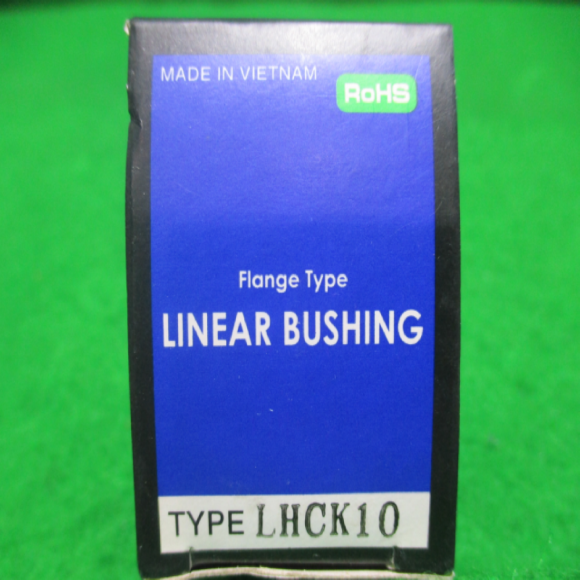 MADE IN VIETNAM
RoHS
Flange Type
LINEAR BUSHING
TYPE LHCK10